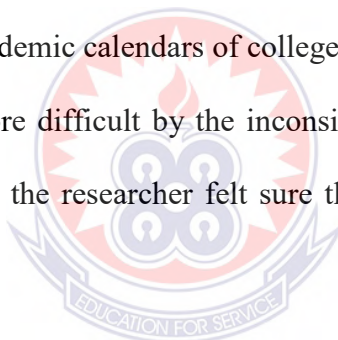 demic calendars of college
re difficult by the inconsi
the researcher felt sure th
EDUCATION FOR SERVICE